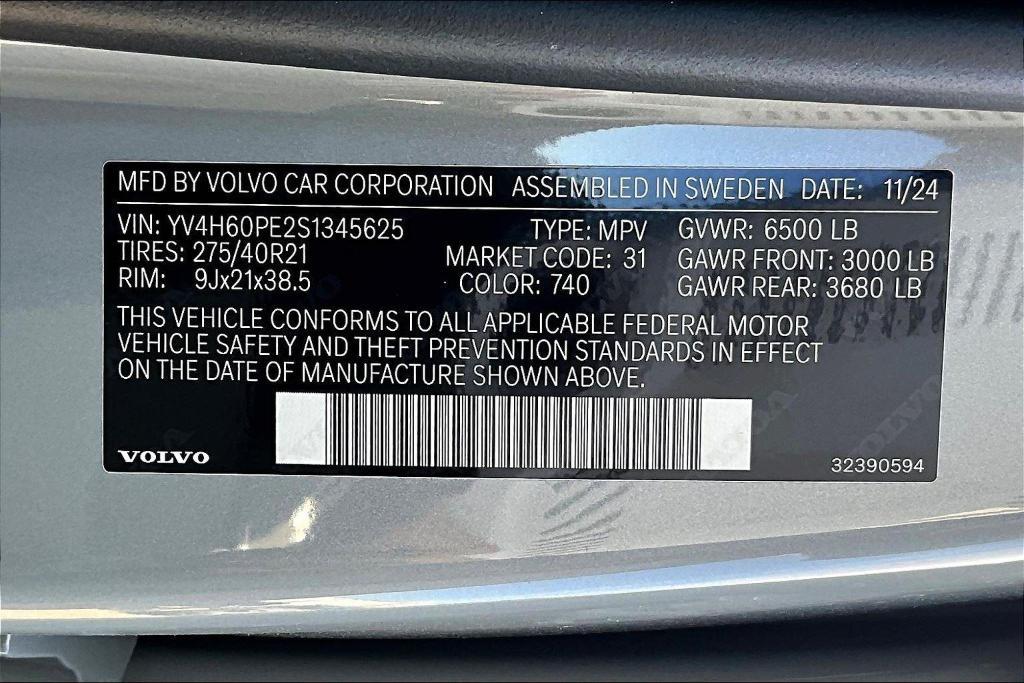 MFD BY VOLVO CAR CORPORATION ASSEMBLED IN SWEDEN DATE: 11/24
VIN: YV4H60PE2S1345625 TYPE: MPV GVWR: 6500 LB
TIRES: 275/40R21 MARKET CODE: 31 GAWR FRONT: 3000 LB
RIM: 9Jx21x38.5 COLOR: 740 GAWR REAR: 3680 LB
THIS VEHICLE CONFORMS TO ALL APPLICABLE FEDERAL MOTOR
VEHICLE SAFETY AND THEFT PREVENTION STANDARDS IN EFFECT
ON THE DATE OF MANUFACTURE SHOWN ABOVE.
VOLVO 32390594